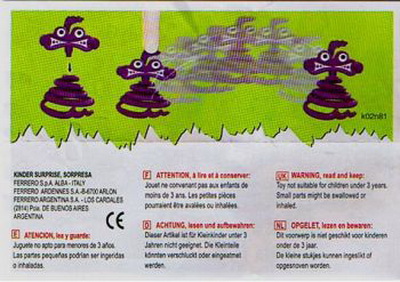 k02n81
KINDER SURPRISE, SORPRESA
FERRERO S.p.A. ALBA - ITALY
FERRERO ARDENNES S.A.-B-6700 ARLON
FERRERO ARGENTINA S.A. - LOS CARDALES
(2814) Pcia. DE BUENOS AIRES
ARGENTINA
CE
E ATENCION, lea y guarde:
Juguete no apto para menores de 3 años.
Las partes pequeñas podrían ser ingeridas
o inhaladas.
F ATTENTION, à lire et à conserver:
Jouet ne convenant pas aux enfants de
moins de 3 ans. Les petites pièces
pourraient être avalées ou inhalées.
D ACHTUNG, lesen und aufbewahren:
Dieser Artikel ist für Kleinkinder unter 3
Jahren nicht geeignet. Die Kleinteile
könnten verschluckt oder eingeatmet
werden.
UK WARNING, read and keep:
Toy not suitable for children under 3 years.
Small parts might be swallowed or
inhaled.
NL OPGELET, lezen en bewaren:
Dit voorwerp is niet geschikt voor kinderen
onder de 3 jaar.
De kleine stukjes kunnen ingeslikt of
opgesnoven worden.